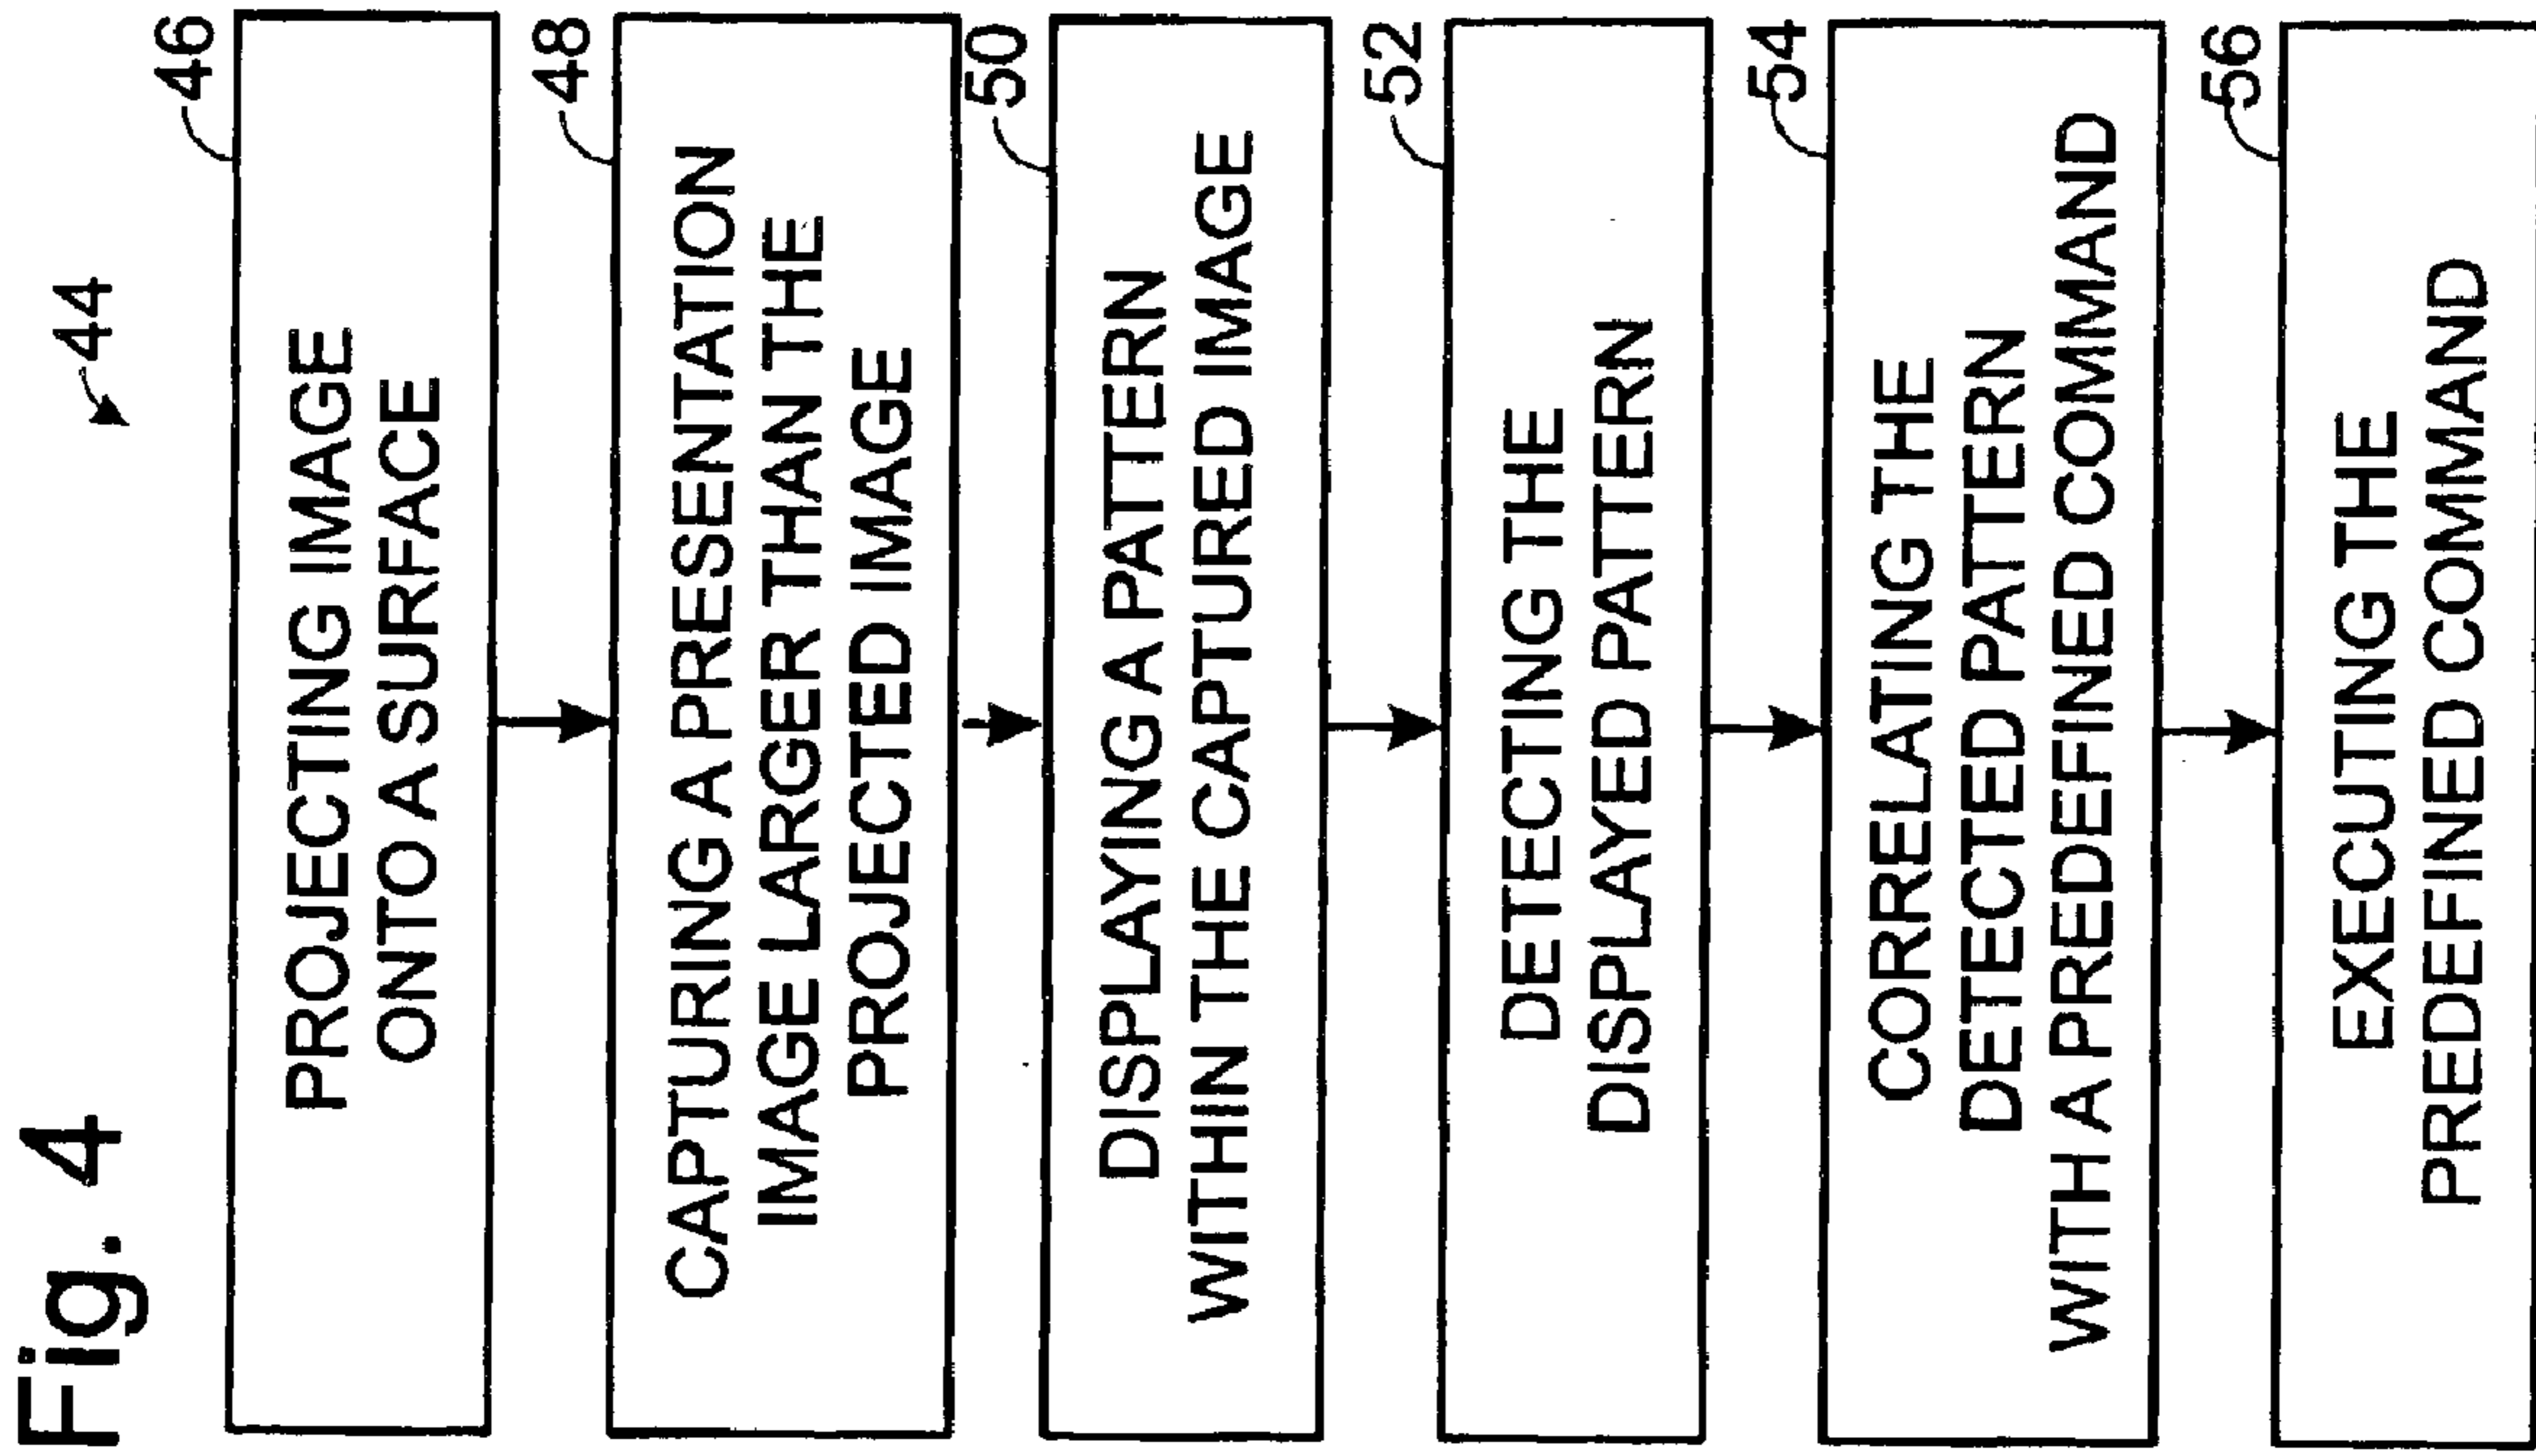 Fig. 4
44
46
PROJECTING IMAGE
ONTO A SURFACE
48
CAPTURING A PRESENTATION
IMAGE LARGER THAN THE
PROJECTED IMAGE
50
DISPLAYING A PATTERN
WITHIN THE CAPTURED IMAGE
52
DETECTING THE
DISPLAYED PATTERN
54
CORRELATING THE
DETECTED PATTERN
WITH A PREDEFINED COMMAND
56
EXECUTING THE
PREDEFINED COMMAND